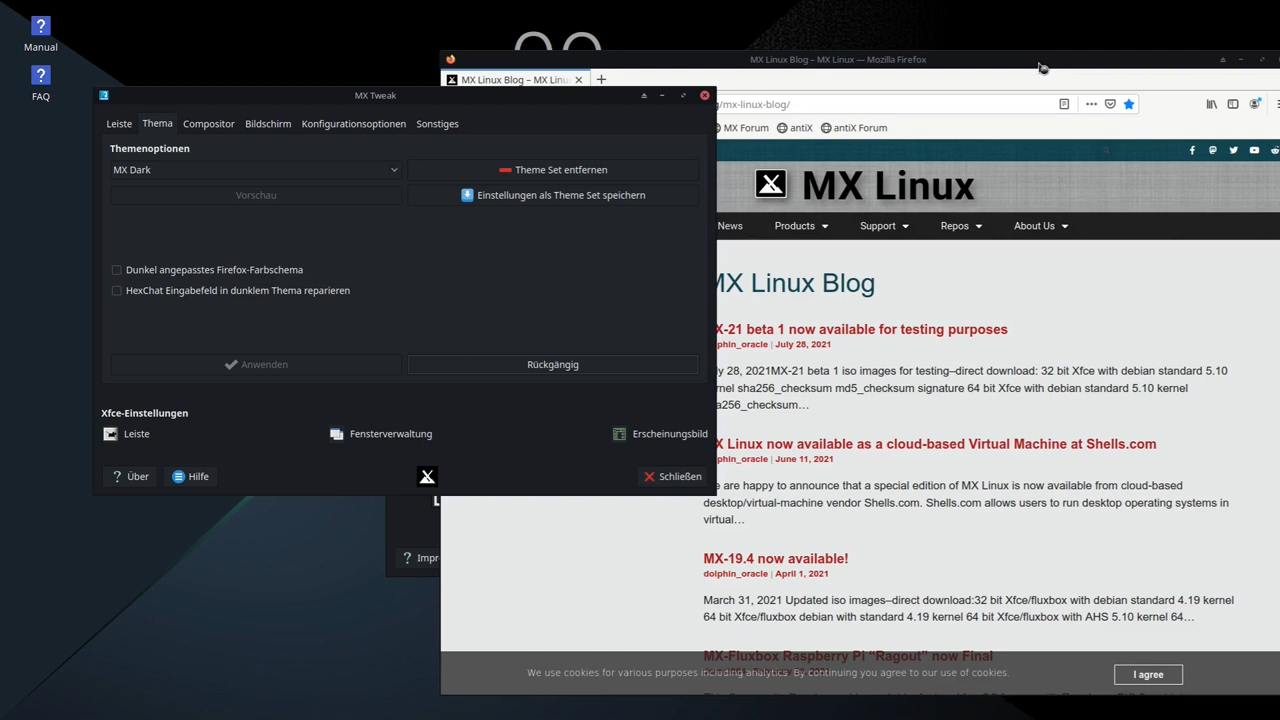 Manual
FAQ
MX Linux Blog – MX Linux — Mozilla Firefox
MX Linux Blog – MX Linu
g/mx-linux-blog/
MX Forum antiX antiX Forum
MX Tweak
Leiste Thema Compositor Bildschirm Konfigurationsoptionen Sonstiges
Themenoptionen
MX Dark
Theme Set entfernen
Vorschau
Einstellungen als Theme Set speichern
Dunkel angepasstes Firefox-Farbschema
HexChat Eingabefeld in dunklem Thema reparieren
Anwenden
Rückgängig
Xfce-Einstellungen
Leiste Fensterverwaltung Erscheinungsbild
? Über Hilfe Schließen
? Impr
MX Linux
News Products Support Repos About Us
MX Linux Blog
X-21 beta 1 now available for testing purposes
lphin_oracle | July 28, 2021
ly 28, 2021MX-21 beta 1 iso images for testing–direct download: 32 bit Xfce with debian standard 5.10
rnel sha256_checksum md5_checksum signature 64 bit Xfce with debian standard 5.10 kernel
a256_checksum…
X Linux now available as a cloud-based Virtual Machine at Shells.com
lphin_oracle | June 11, 2021
e are happy to announce that a special edition of MX Linux is now available from cloud-based
desktop/virtual-machine vendor Shells.com. Shells.com allows users to run desktop operating systems in
virtual…
MX-19.4 now available!
dolphin_oracle | April 1, 2021
March 31, 2021 Updated iso images–direct download:32 bit Xfce/fluxbox with debian standard 4.19 kernel
64 bit Xfce/fluxbox debian with standard 4.19 kernel 64 bit Xfce/fluxbox with AHS 5.10 kernel 64…
MX-Fluxbox Raspberry Pi “Ragout” now Final
We use cookies for various purposes including analytics. By continuing you agree to our use of cookies.
I agree